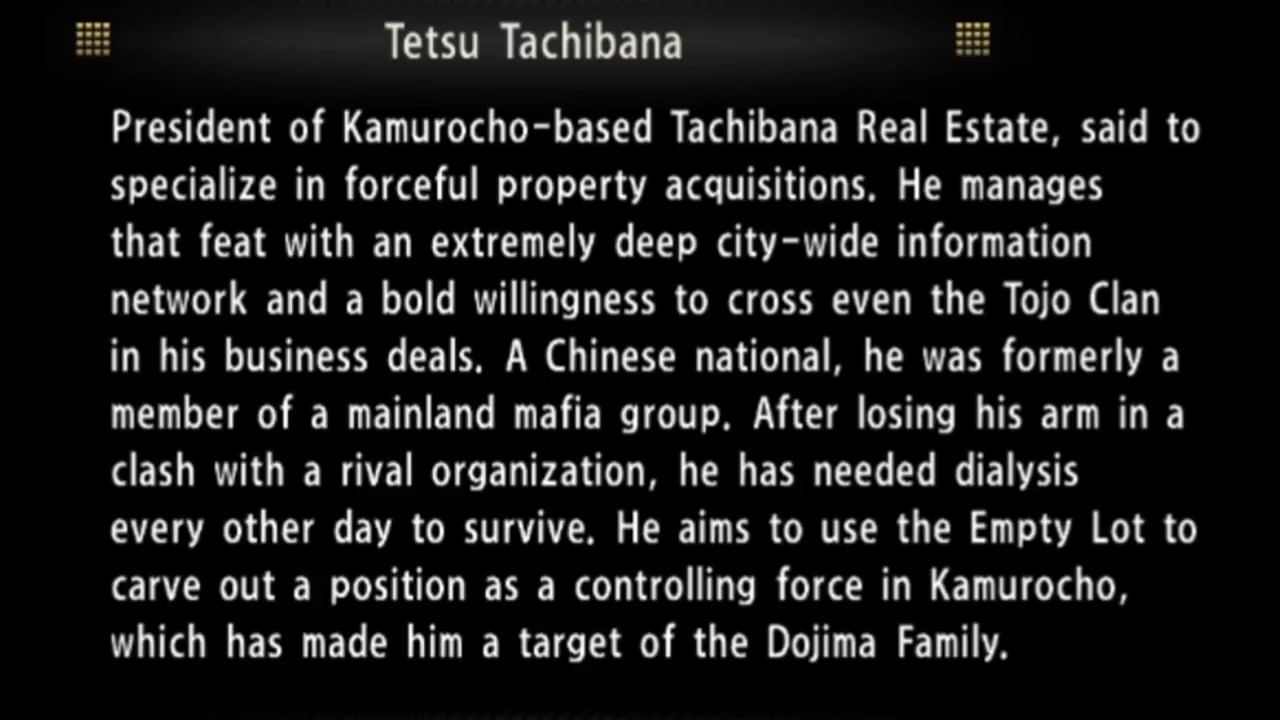 Tetsu Tachibana
President of Kamurocho-based Tachibana Real Estate, said to
specialize in forceful property acquisitions. He manages
that feat with an extremely deep city-wide information
network and a bold willingness to cross even the Tojo Clan
in his business deals. A Chinese national, he was formerly a
member of a mainland mafia group. After losing his arm in a
clash with a rival organization, he has needed dialysis
every other day to survive. He aims to use the Empty Lot to
carve out a position as a controlling force in Kamurocho,
which has made him a target of the Dojima Family.